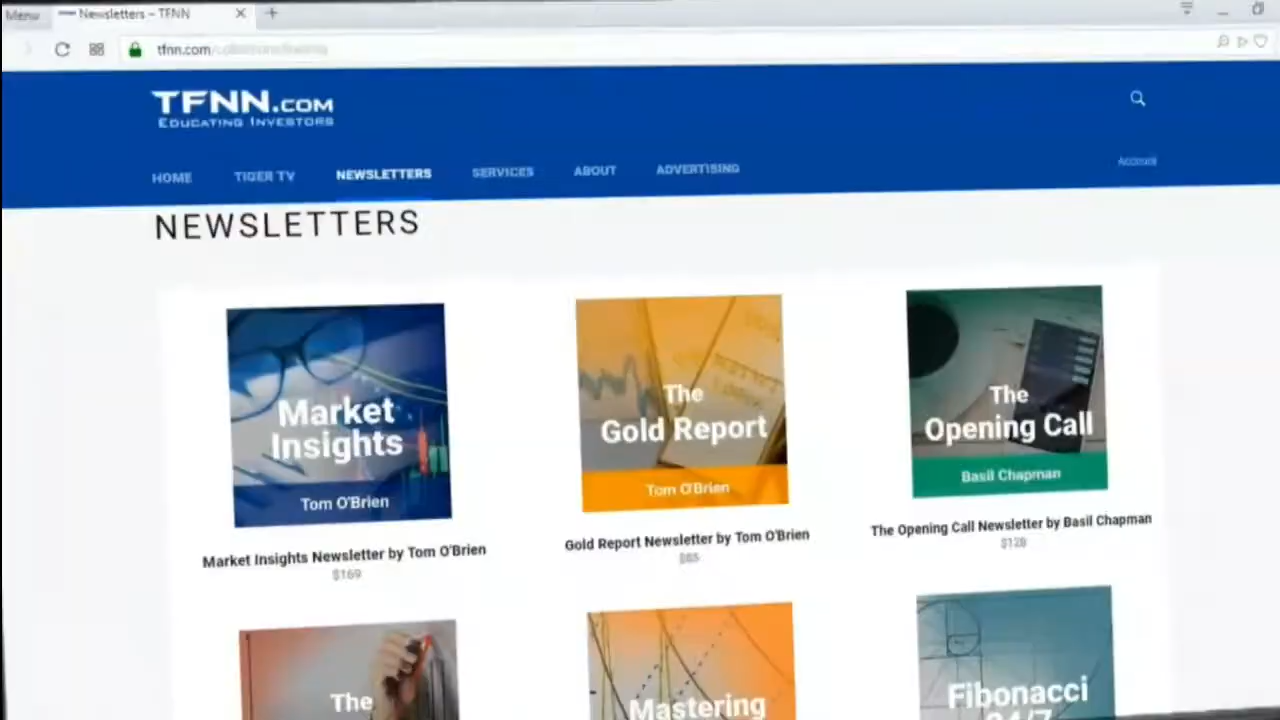 Menu
Newsletters – TFNN
tfnn.com
TFNN.COM
EDUCATING INVESTORS
HOME TIGER TV NEWSLETTERS SERVICES ABOUT ADVERTISING Account
NEWSLETTERS
Market
Insights
Tom O'Brien
The
Gold Report
Tom O'Brien
The
Opening Call
Basil Chapman
Market Insights Newsletter by Tom O'Brien
$169
Gold Report Newsletter by Tom O'Brien
The Opening Call Newsletter by Basil Chapman
The
Mastering
Fibonacci
24/7